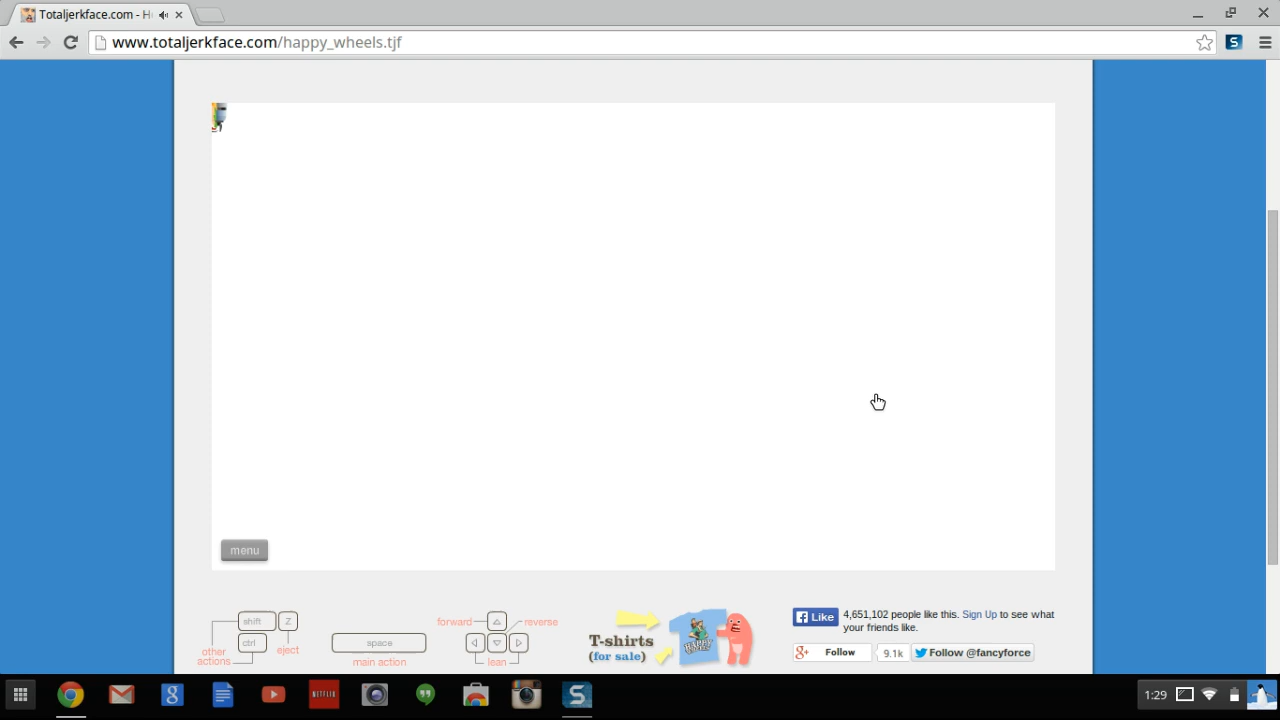 Totaljerkface.com - H
www.totaljerkface.com/happy_wheels.tjf
menu
shift
Z
ctrl
other
actions
eject
space
main action
forward
reverse
lean
T-shirts
(for sale)
HAPPY
WHEELS
Like
4,651,102 people like this. Sign Up to see what
your friends like.
g+ Follow
9.1k
Follow @fancyforce
NETFLIX
1:29